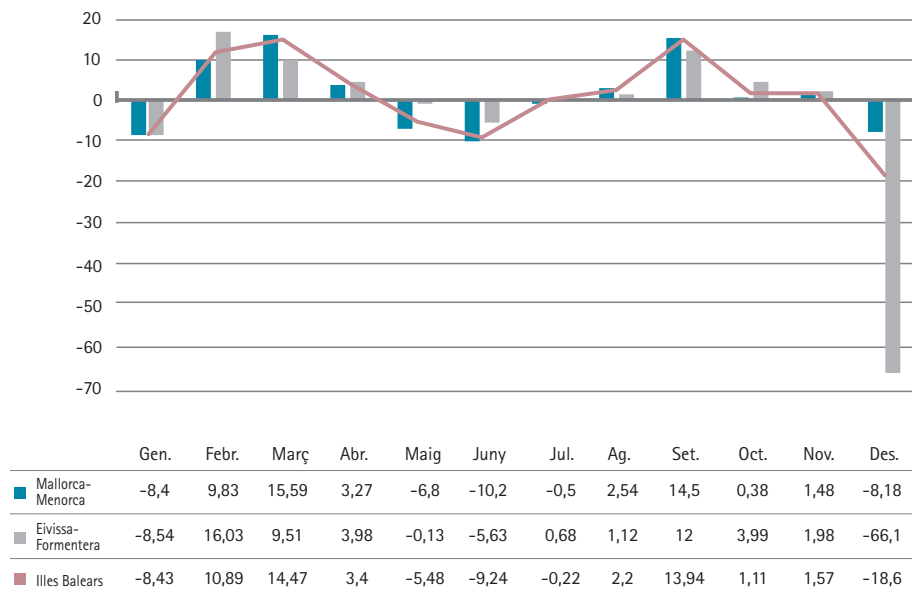 20
10
0
-10
-20
-30
-40
-50
-60
-70
Gen. Febr. Març Abr. Maig Juny Jul. Ag. Set. Oct. Nov. Des.
Mallorca-
Menorca -8,4 9,83 15,59 3,27 -6,8 -10,2 -0,5 2,54 14,5 0,38 1,48 -8,18
Eivissa-
Formentera -8,54 16,03 9,51 3,98 -0,13 -5,63 0,68 1,12 12 3,99 1,98 -66,1
Illes Balears -8,43 10,89 14,47 3,4 -5,48 -9,24 -0,22 2,2 13,94 1,11 1,57 -18,6